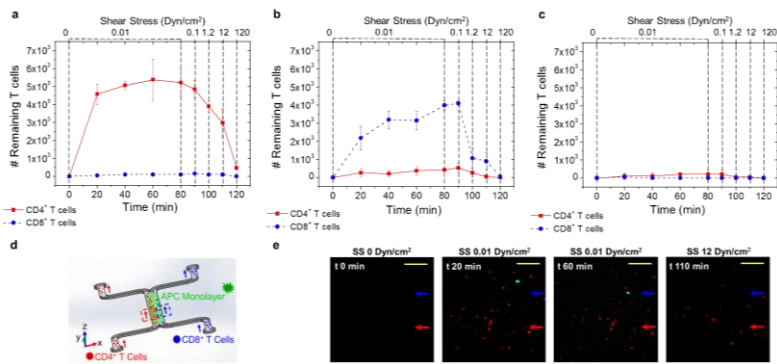 a
Shear Stress (Dyn/cm²)
0 0.01 0.1 1.2 12 120
# Remaining T cells
7x10³
6x10³
5x10³
4x10³
3x10³
2x10³
1x10³
0
0 20 40 60 80 100 120
Time (min)
CD4⁺ T cells
CD8⁺ T cells
b
Shear Stress (Dyn/cm²)
0 0.01 0.1 1.2 12 120
# Remaining T cells
7x10³
6x10³
5x10³
4x10³
3x10³
2x10³
1x10³
0
0 20 40 60 80 100 120
Time (min)
CD4⁺ T cells
CD8⁺ T cells
c
Shear Stress (Dyn/cm²)
0 0.01 0.1 1.2 12 120
# Remaining T cells
7x10³
6x10³
5x10³
4x10³
3x10³
2x10³
1x10³
0
0 20 40 60 80 100 120
Time (min)
CD4⁺ T cells
CD8⁺ T cells
d
APC Monolayer
z
y
x
CD8⁺ T Cells
CD4⁺ T Cells
e
SS 0 Dyn/cm² SS 0.01 Dyn/cm² SS 0.01 Dyn/cm² SS 12 Dyn/cm²
t 0 min t 20 min t 60 min t 110 min